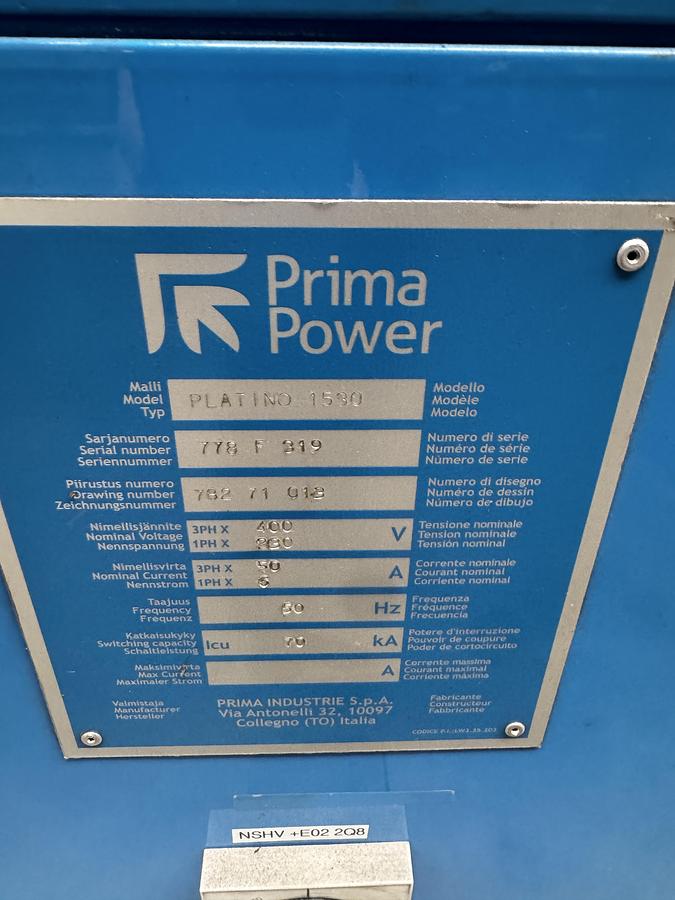 Prima
Power
Malli
Model
Typ
PLATINO 1530
Modello
Modèle
Modelo
Sarjanumero
Serial number
Seriennummer
778 F 319
Numero di serie
Numéro de série
Número de serie
Piirustus numero
Drawing number
Zeichnungsnummer
782 71 013
Numero di disegno
Numéro de dessin
Número de dibujo
Nimellisjännite
Nominal Voltage
Nennspannung
3PH X 400
1PH X
V
Tensione nominale
Tension nominale
Tensión nominal
Nimellisvirta
Nominal Current
Nennstrom
3PH X 50
1PH X 6
A
Corrente nominale
Courant nominal
Corriente nominal
Taajuus
Frequency
Frequenz
50 Hz
Frequenza
Fréquence
Frecuencia
Katkaisukyky
Switching capacity
Schaltleistung
Icu 70 kA
Potere d'interruzione
Pouvoir de coupure
Poder de cortocircuito
Maksimivirta
Max Current
Maximaler Strom
A
Corrente massima
Courant maximal
Corriente máxima
Valmistaja
Manufacturer
Hersteller
PRIMA INDUSTRIE S.p.A.
Via Antonelli 32, 10097
Collegno (TO) Italia
Fabricante
Constructeur
Fabbricante
CODICE P.I.:LW1.35.203
NSHV +E02 2Q8